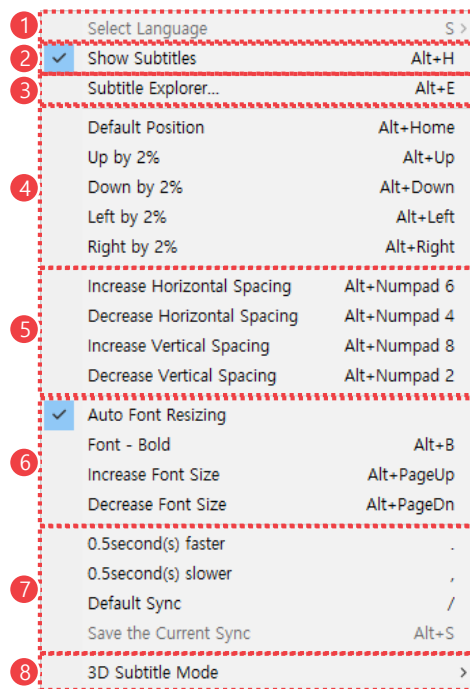 1 Select Language S >
2 ✓ Show Subtitles Alt+H
3 Subtitle Explorer... Alt+E
Default Position Alt+Home
Up by 2% Alt+Up
4 Down by 2% Alt+Down
Left by 2% Alt+Left
Right by 2% Alt+Right
Increase Horizontal Spacing Alt+Numpad 6
5 Decrease Horizontal Spacing Alt+Numpad 4
Increase Vertical Spacing Alt+Numpad 8
Decrease Vertical Spacing Alt+Numpad 2
✓ Auto Font Resizing
6 Font - Bold Alt+B
Increase Font Size Alt+PageUp
Decrease Font Size Alt+PageDn
0.5second(s) faster .
7 0.5second(s) slower ,
Default Sync /
Save the Current Sync Alt+S
8 3D Subtitle Mode >